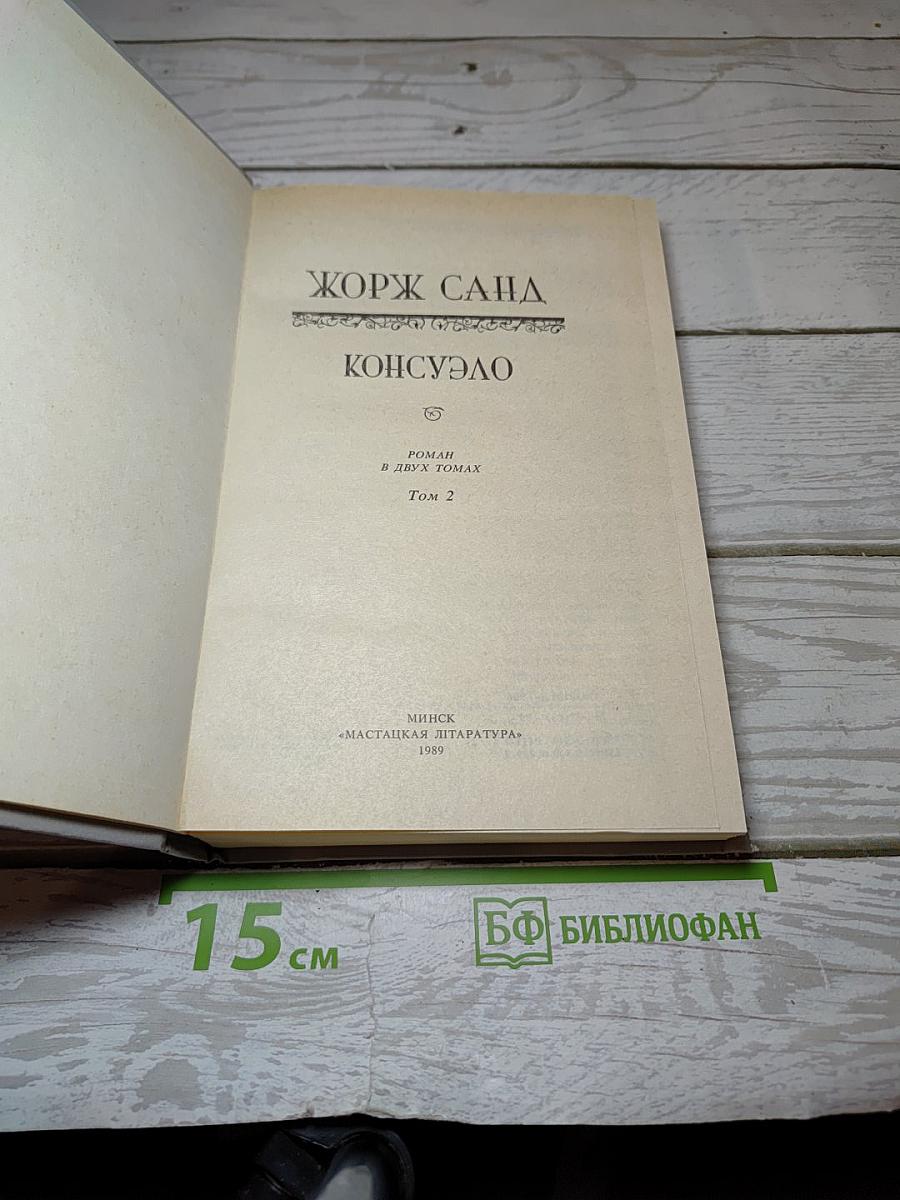 ЖОРЖ САНД
КОНСУЭЛО
РОМАН
В ДВУХ ТОМАХ
Том 2
МИНСК
«МАСТАЦКАЯ ЛІТАРАТУРА»
1989
15 см
БФ БИБЛИОФАН